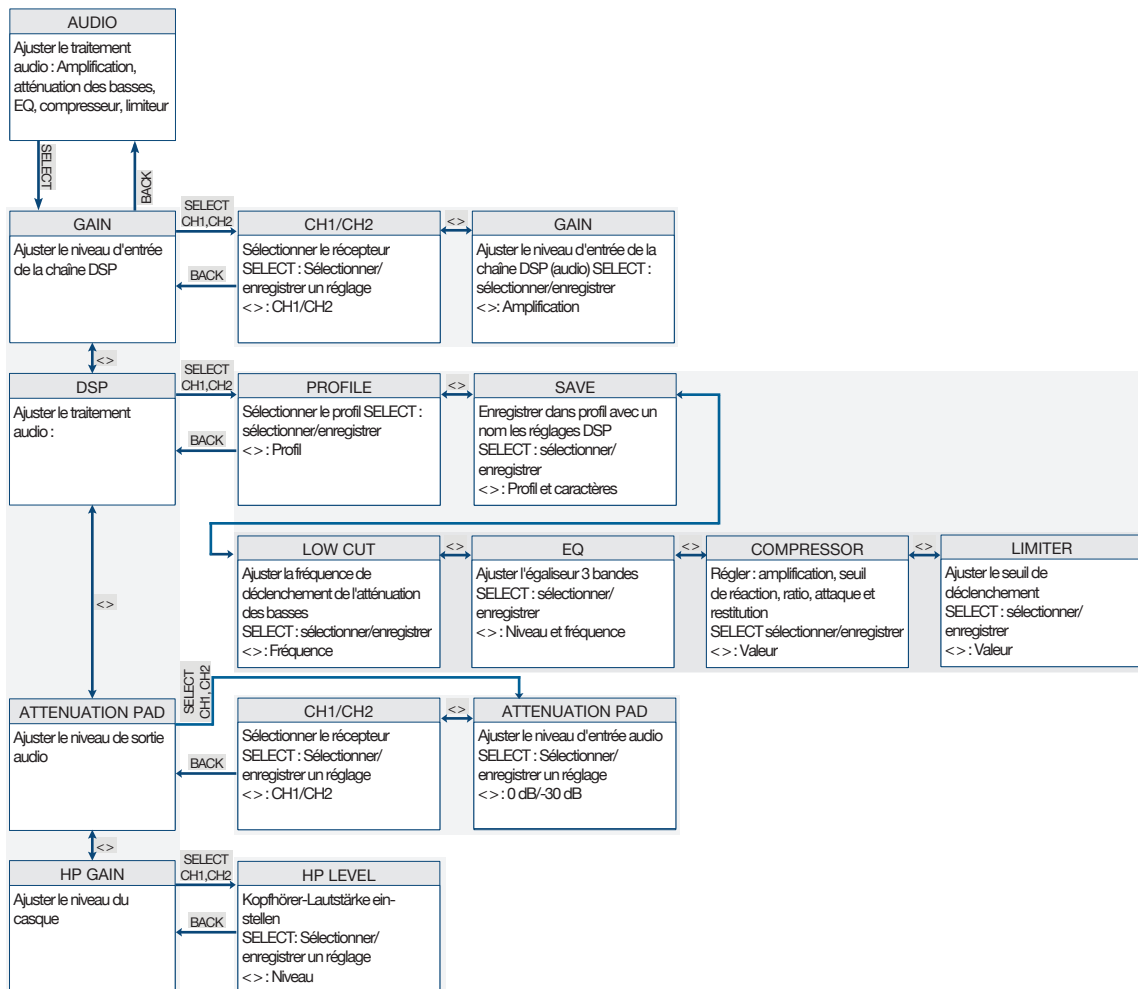 AUDIO
Ajuster le traitement
audio : Amplification,
atténuation des basses,
EQ, compresseur, limiteur
SELECT
BACK
GAIN
Ajuster le niveau d'entrée
de la chaîne DSP
SELECT
CH1,CH2
BACK
CH1/CH2
Sélectionner le récepteur
SELECT : Sélectionner/
enregistrer un réglage
<> : CH1/CH2
<>
GAIN
Ajuster le niveau d'entrée de la
chaîne DSP (audio) SELECT :
sélectionner/enregistrer
<>: Amplification
<>
DSP
Ajuster le traitement
audio :
SELECT
CH1,CH2
BACK
PROFILE
Sélectionner le profil SELECT :
sélectionner/enregistrer
<> : Profil
<>
SAVE
Enregistrer dans profil avec un
nom les réglages DSP
SELECT : sélectionner/
enregistrer
<> : Profil et caractères
LOW CUT
Ajuster la fréquence de
déclenchement de l'atténuation
des basses
SELECT : sélectionner/enregistrer
<> : Fréquence
<>
EQ
Ajuster l'égaliseur 3 bandes
SELECT : sélectionner/
enregistrer
<> : Niveau et fréquence
<>
COMPRESSOR
Régler : amplification, seuil
de réaction, ratio, attaque et
restitution
SELECT sélectionner/enregistrer
<> : Valeur
<>
LIMITER
Ajuster le seuil de
déclenchement
SELECT : sélectionner/
enregistrer
<> : Valeur
<>
ATTENUATION PAD
Ajuster le niveau de sortie
audio
SELECT
CH1, CH2
BACK
CH1/CH2
Sélectionner le récepteur
SELECT : Sélectionner/
enregistrer un réglage
<> : CH1/CH2
<>
ATTENUATION PAD
Ajuster le niveau d'entrée audio
SELECT : Sélectionner/
enregistrer un réglage
<> : 0 dB/-30 dB
<>
HP GAIN
Ajuster le niveau du
casque
SELECT
CH1,CH2
BACK
HP LEVEL
Kopfhörer-Lautstärke ein-
stellen
SELECT: Sélectionner/
enregistrer un réglage
<> : Niveau